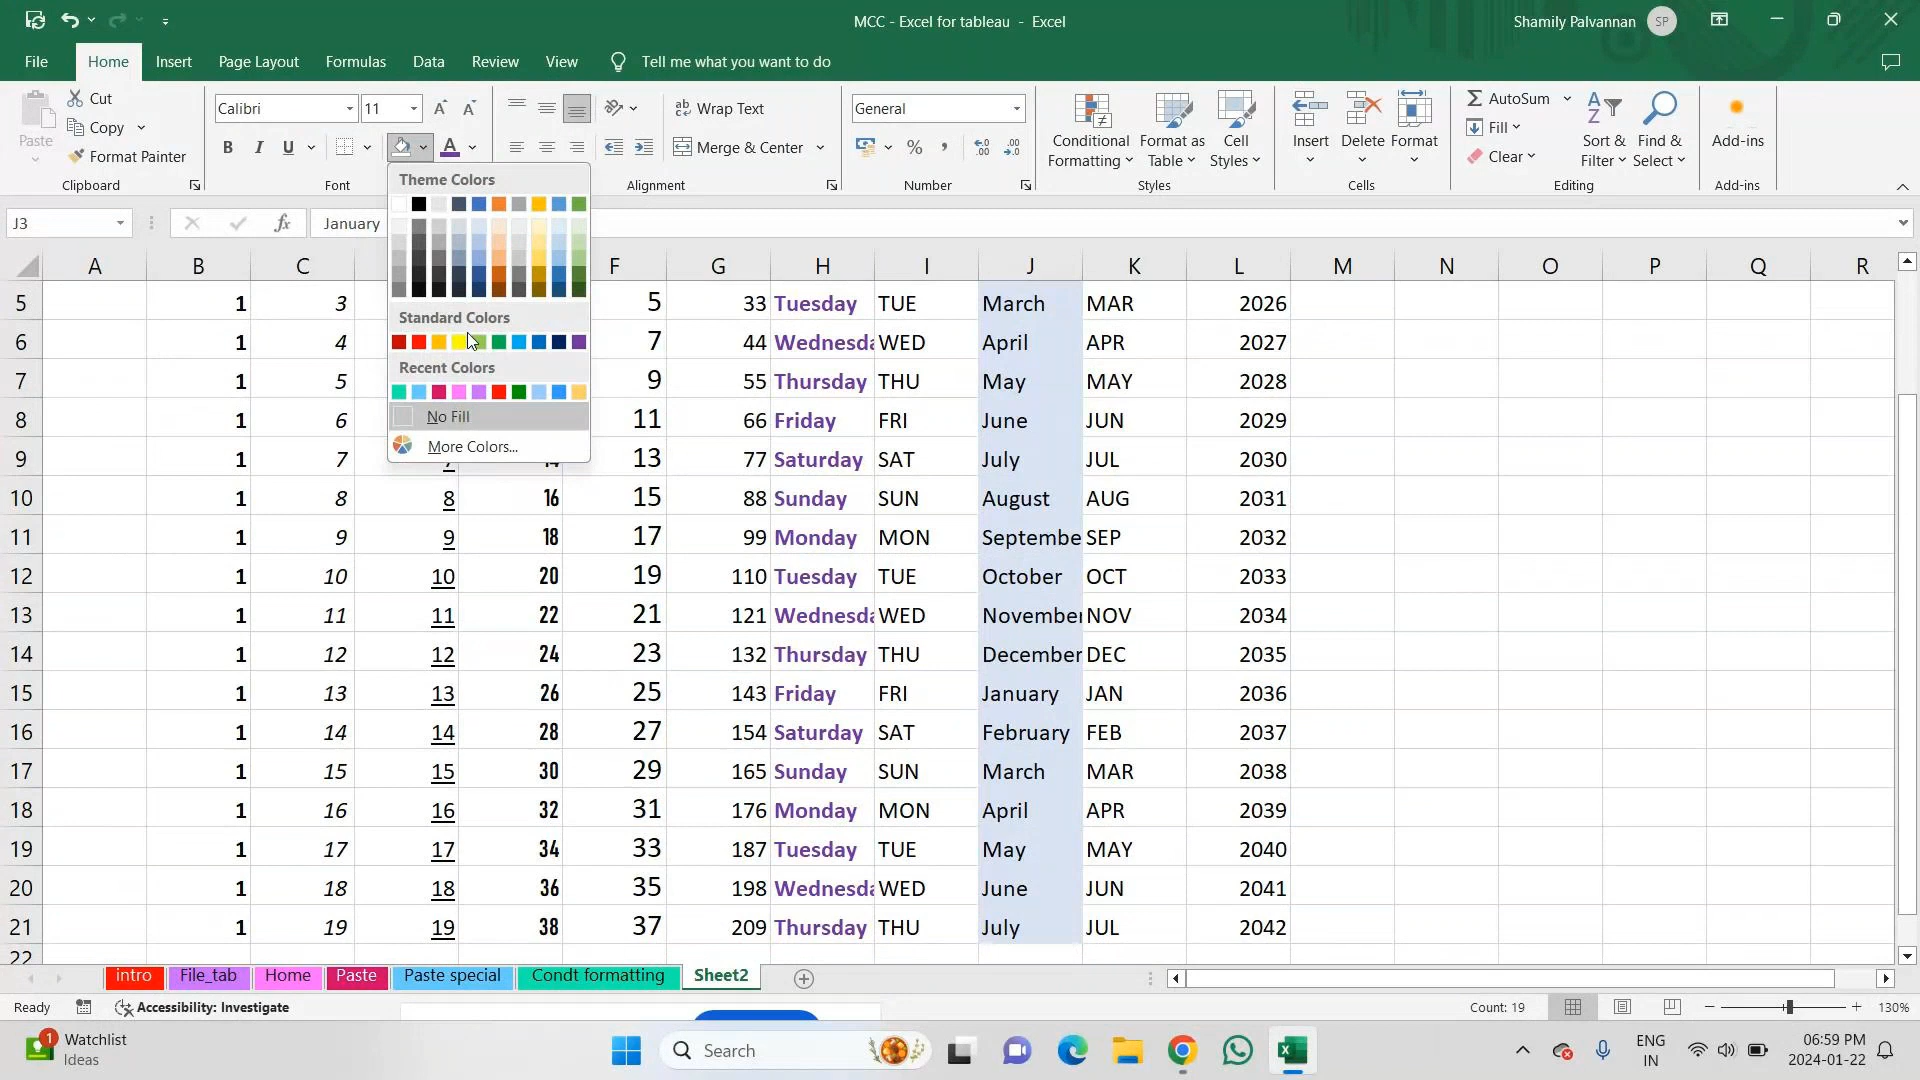 MCC - Excel for tableau - Excel
Shamily Palvannan SP
File Home Insert Page Layout Formulas Data Review View Tell me what you want to do
Paste
Cut
Copy
Format Painter
Clipboard
Calibri 11 A A
B I U A
Font
ab Wrap Text
Merge & Center
Alignment
General
% , .00
Number
Conditional Formatting
Format as Table
Cell Styles
Styles
Insert Delete Format
Cells
AutoSum
Fill
Clear
Sort & Filter
Find & Select
Editing
Add-ins
Add-ins
Theme Colors
Standard Colors
Recent Colors
No Fill
More Colors...
J3 fx January
A B C F G H I J K L M N O P Q R
5 1 3 5 33 Tuesday TUE March MAR 2026
6 1 4 7 44 Wednesda WED April APR 2027
7 1 5 9 55 Thursday THU May MAY 2028
8 1 6 11 66 Friday FRI June JUN 2029
9 1 7 13 77 Saturday SAT July JUL 2030
10 1 8 8 16 15 88 Sunday SUN August AUG 2031
11 1 9 9 18 17 99 Monday MON Septembe SEP 2032
12 1 10 10 20 19 110 Tuesday TUE October OCT 2033
13 1 11 11 22 21 121 Wednesda WED November NOV 2034
14 1 12 12 24 23 132 Thursday THU December DEC 2035
15 1 13 13 26 25 143 Friday FRI January JAN 2036
16 1 14 14 28 27 154 Saturday SAT February FEB 2037
17 1 15 15 30 29 165 Sunday SUN March MAR 2038
18 1 16 16 32 31 176 Monday MON April APR 2039
19 1 17 17 34 33 187 Tuesday TUE May MAY 2040
20 1 18 18 36 35 198 Wednesda WED June JUN 2041
21 1 19 19 38 37 209 Thursday THU July JUL 2042
22
intro File_tab Home Paste Paste special Condt formatting Sheet2
Ready Accessibility: Investigate Count: 19 130%
1 Watchlist
Ideas
Search
ENG
IN
06:59 PM
2024-01-22